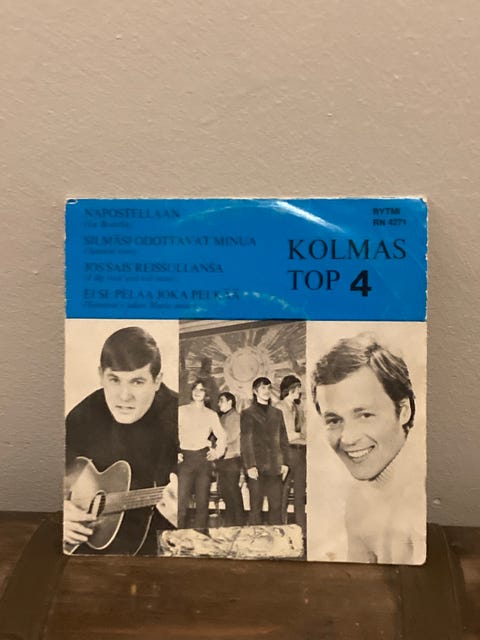 NAPOSTELLAAN
SILMÄSI ODOTTAVAT MINUA
JOS SAIS REISSULLANSA
EI SE PELAA JOKA PELKÄÄ
RYTMI
RN 4271
KOLMAS
TOP 4